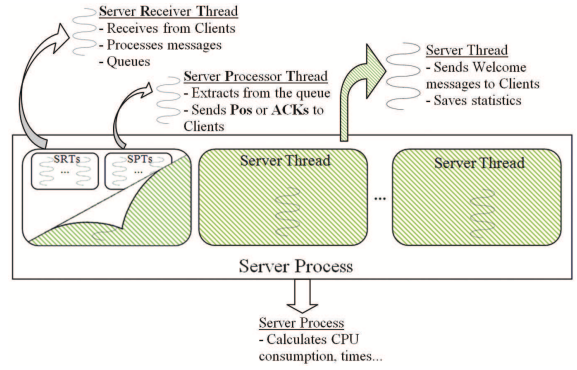 Server Receiver Thread
- Receives from Clients
- Processes messages
- Queues
Server Processor Thread
- Extracts from the queue
- Sends Pos or ACKs to
Clients
Server Thread
- Sends Welcome
messages to Clients
- Saves statistics
SRTs
...
SPTs
...
Server Thread
...
Server Thread
Server Process
Server Process
- Calculates CPU
consumption, times...